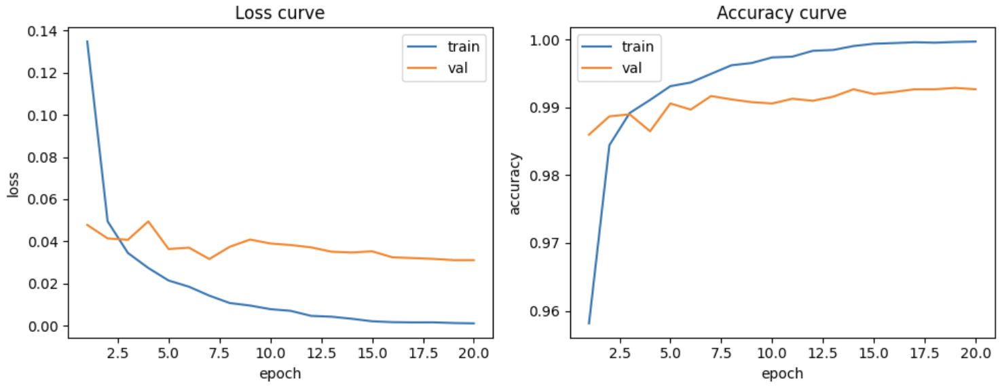 Loss curve
0.14
0.12
0.10
0.08
0.06
0.04
0.02
0.00
loss
train
val
2.5 5.0 7.5 10.0 12.5 15.0 17.5 20.0
epoch
Accuracy curve
1.00
0.99
0.98
0.97
0.96
accuracy
train
val
2.5 5.0 7.5 10.0 12.5 15.0 17.5 20.0
epoch